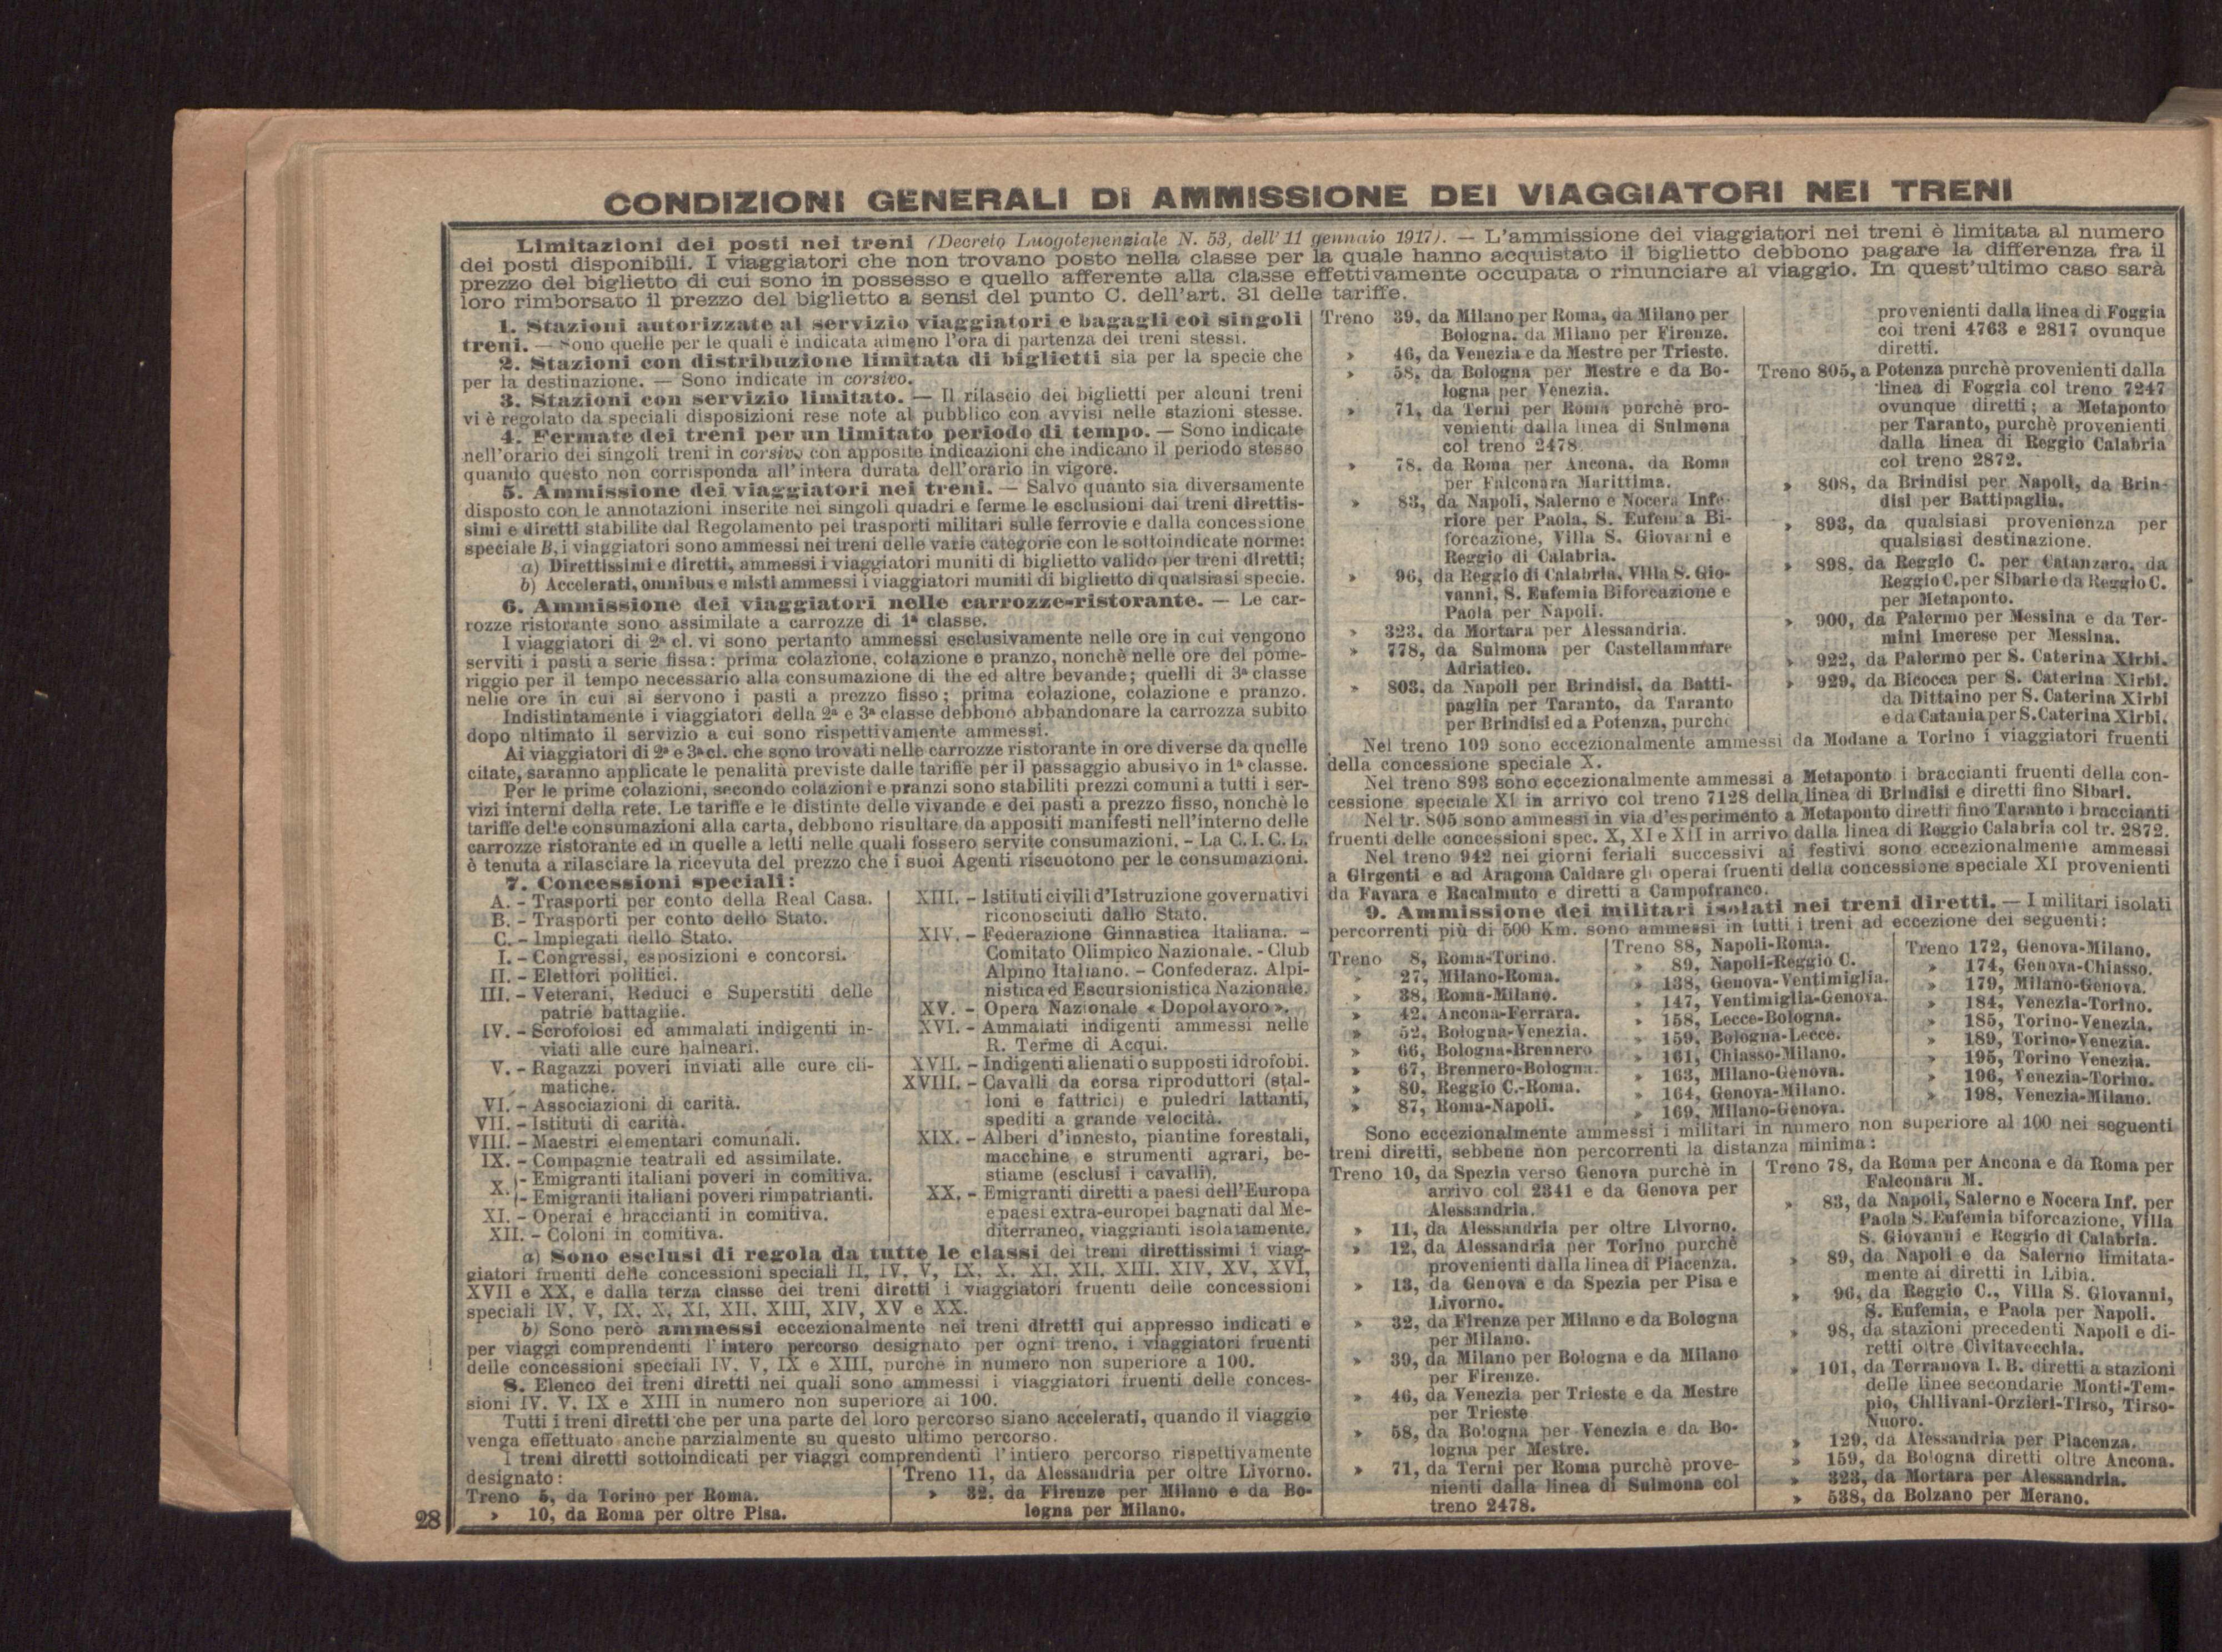 CONDIZIONI GENERALI DI AMMISSIONE DEI VIAGGIATORI NEI TRENI
Limitazioni dei posti nei treni (Decreto Luogotenenziale N. 53, dell'11 gennaio 1917). — L'ammissione dei viaggiatori nei treni è limitata al numero
dei posti disponibili. I viaggiatori che non trovano posto nella classe per la quale hanno acquistato il biglietto debbono pagare la differenza fra il
prezzo del biglietto di cui sono in possesso e quello afferente alla classe effettivamente occupata o rinunciare al viaggio. In quest'ultimo caso sarà
loro rimborsato il prezzo del biglietto a sensi del punto C. dell'art. 31 delle tariffe.
1. Stazioni autorizzate al servizio viaggiatori e bagagli coi singoli
treni. — Sono quelle per le quali è indicata almeno l'ora di partenza dei treni stessi.
2. Stazioni con distribuzione limitata di biglietti sia per la specie che
per la destinazione. — Sono indicate in corsivo.
3. Stazioni con servizio limitato. — Il rilascio dei biglietti per alcuni treni
vi è regolato da speciali disposizioni rese note al pubblico con avvisi nelle stazioni stesse.
4. Fermate dei treni per un limitato periodo di tempo. — Sono indicate
nell'orario dei singoli treni in corsivo con apposite indicazioni che indicano il periodo stesso
quando questo non corrisponda all'intera durata dell'orario in vigore.
5. Ammissione dei viaggiatori nei treni. — Salvo quanto sia diversamente
disposto con le annotazioni inserite nei singoli quadri e ferme le esclusioni dai treni direttis-
simi e diretti stabilite dal Regolamento pei trasporti militari sulle ferrovie e dalla concessione
speciale B, i viaggiatori sono ammessi nei treni delle varie categorie con le sottoindicate norme:
a) Direttissimi e diretti, ammessi i viaggiatori muniti di biglietto valido per treni diretti;
b) Accelerati, omnibus e misti ammessi i viaggiatori muniti di biglietto di qualsiasi specie.
6. Ammissione dei viaggiatori nelle carrozze-ristorante. — Le car-
rozze ristorante sono assimilate a carrozze di 1ª classe.
I viaggiatori di 2ª cl. vi sono pertanto ammessi esclusivamente nelle ore in cui vengono
serviti i pasti a serie fissa: prima colazione, colazione e pranzo, nonchè nelle ore del pome-
riggio per il tempo necessario alla consumazione di the ed altre bevande; quelli di 3ª classe
nelle ore in cui si servono i pasti a prezzo fisso; prima colazione, colazione e pranzo.
Indistintamente i viaggiatori della 2ª e 3ª classe debbono abbandonare la carrozza subito
dopo ultimato il servizio a cui sono rispettivamente ammessi.
Ai viaggiatori di 2ª e 3ª cl. che sono trovati nelle carrozze ristorante in ore diverse da quelle
citate, saranno applicate le penalità previste dalle tariffe per il passaggio abusivo in 1ª classe.
Per le prime colazioni, secondo colazioni e pranzi sono stabiliti prezzi comuni a tutti i ser-
vizi interni della rete. Le tariffe e le distinte delle vivande e dei pasti a prezzo fisso, nonchè le
tariffe delle consumazioni alla carta, debbono risultare da appositi manifesti nell'interno delle
carrozze ristorante ed in quelle a letti nelle quali fossero servite consumazioni. - La C. I. C. L.
è tenuta a rilasciare la ricevuta del prezzo che i suoi Agenti riscuotono per le consumazioni.
7. Concessioni speciali:
A. - Trasporti per conto della Real Casa.
B. - Trasporti per conto dello Stato.
C. - Impiegati dello Stato.
I. - Congressi, esposizioni e concorsi.
II. - Elettori politici.
III. - Veterani, Reduci e Superstiti delle
patrie battaglie.
IV. - Scrofolosi ed ammalati indigenti in-
viati alle cure balneari.
V. - Ragazzi poveri inviati alle cure cli-
matiche.
VI. - Associazioni di carità.
VII. - Istituti di carità.
VIII. - Maestri elementari comunali.
IX. - Compagnie teatrali ed assimilate.
X. - Emigranti italiani poveri in comitiva.
- Emigranti italiani poveri rimpatrianti.
XI. - Operai e braccianti in comitiva.
XII. - Coloni in comitiva.
XIII. - Istituti civili d'Istruzione governativi
riconosciuti dallo Stato.
XIV. - Federazione Ginnastica Italiana. -
Comitato Olimpico Nazionale. - Club
Alpino Italiano. - Confederaz. Alpi-
nistica ed Escursionistica Nazionale.
XV. - Opera Nazionale « Dopolavoro ».
XVI. - Ammalati indigenti ammessi nelle
R. Terme di Acqui.
XVII. - Indigenti alienati o supposti idrofobi.
XVIII. - Cavalli da corsa riproduttori (stal-
loni e fattrici) e puledri lattanti,
spediti a grande velocità.
XIX. - Alberi d'innesto, piantine forestali,
macchine e strumenti agrari, be-
stiame (esclusi i cavalli).
XX. - Emigranti diretti a paesi dell'Europa
e paesi extra-europei bagnati dal Me-
diterraneo, viaggianti isolatamente.
a) Sono esclusi di regola da tutte le classi dei treni direttissimi i viag-
giatori fruenti delle concessioni speciali II, IV, V, IX, X, XI, XII, XIII, XIV, XV, XVI,
XVII e XX, e dalla terza classe dei treni diretti i viaggiatori fruenti delle concessioni
speciali IV, V, IX, X, XI, XII, XIII, XIV, XV e XX.
b) Sono però ammessi eccezionalmente nei treni diretti qui appresso indicati e
per viaggi comprendenti l'intero percorso designato per ogni treno, i viaggiatori fruenti
delle concessioni speciali IV, V, IX e XIII, purchè in numero non superiore a 100.
8. Elenco dei treni diretti nei quali sono ammessi i viaggiatori fruenti delle conces-
sioni IV. V. IX e XIII in numero non superiore ai 100.
Tutti i treni diretti che per una parte del loro percorso siano accelerati, quando il viaggio
venga effettuato anche parzialmente su questo ultimo percorso.
I treni diretti sottoindicati per viaggi comprendenti l'intiero percorso rispettivamente
designato:
Treno 5, da Torino per Roma.
» 10, da Roma per oltre Pisa.
Treno 11, da Alessandria per oltre Livorno.
» 32, da Firenze per Milano e da Bo-
logna per Milano.
Treno 39, da Milano per Roma, da Milano per
Bologna. da Milano per Firenze.
» 46, da Venezia e da Mestre per Trieste.
» 58, da Bologna per Mestre e da Bo-
logna per Venezia.
» 71, da Terni per Roma purchè pro-
venienti dalla linea di Sulmona
col treno 2478.
» 78. da Roma per Ancona, da Roma
per Falconara Marittima.
» 83, da Napoli, Salerno e Nocera Infe-
riore per Paola, S. Eufemia Bi-
forcazione, Villa S. Giovanni e
Reggio di Calabria.
» 96, da Reggio di Calabria, Villa S. Gio-
vanni, S. Eufemia Biforcazione e
Paola per Napoli.
» 323, da Mortara per Alessandria.
» 778, da Sulmona per Castellammare
Adriatico.
» 803, da Napoli per Brindisi, da Batti-
paglia per Taranto, da Taranto
per Brindisi ed a Potenza, purchè
provenienti dalla linea di Foggia
coi treni 4763 e 2817 ovunque
diretti.
Treno 805, a Potenza purchè provenienti dalla
linea di Foggia col treno 7247
ovunque diretti; a Metaponto
per Taranto, purchè provenienti
dalla linea di Reggio Calabria
col treno 2872.
» 808, da Brindisi per Napoli, da Brin-
disi per Battipaglia.
» 893, da qualsiasi provenienza per
qualsiasi destinazione.
» 898, da Reggio C. per Catanzaro, da
Reggio C. per Sibari e da Reggio C.
per Metaponto.
» 900, da Palermo per Messina e da Ter-
mini Imerese per Messina.
» 922, da Palermo per S. Caterina Xirbi.
» 929, da Bicocca per S. Caterina Xirbi.
da Dittaino per S. Caterina Xirbi
e da Catania per S. Caterina Xirbi.
Nel treno 109 sono eccezionalmente ammessi da Modane a Torino i viaggiatori fruenti
della concessione speciale X.
Nel treno 893 sono eccezionalmente ammessi a Metaponto i braccianti fruenti della con-
cessione speciale XI in arrivo col treno 7128 della linea di Brindisi e diretti fino Sibari.
Nel tr. 805 sono ammessi in via d'esperimento a Metaponto diretti fino Taranto i braccianti
fruenti delle concessioni spec. X, XI e XII in arrivo dalla linea di Reggio Calabria col tr. 2872.
Nel treno 942 nei giorni feriali successivi ai festivi sono eccezionalmente ammessi
a Girgenti e ad Aragona Caldare gli operai fruenti della concessione speciale XI provenienti
da Favara e Racalmuto e diretti a Campofranco.
9. Ammissione dei militari isolati nei treni diretti. — I militari isolati
percorrenti più di 500 Km. sono ammessi in tutti i treni ad eccezione dei seguenti:
Treno 8, Roma-Torino.
» 27, Milano-Roma.
» 38, Roma-Milano.
» 42, Ancona-Ferrara.
» 52, Bologna-Venezia.
» 66, Bologna-Brennero
» 67, Brennero-Bologna.
» 80, Reggio C.-Roma.
» 87, Roma-Napoli.
Treno 88, Napoli-Roma.
» 89, Napoli-Reggio C.
» 138, Genova-Ventimiglia.
» 147, Ventimiglia-Genova.
» 158, Lecce-Bologna.
» 159, Bologna-Lecce.
» 161, Chiasso-Milano.
» 163, Milano-Genova.
» 164, Genova-Milano.
» 169, Milano-Genova.
Treno 172, Genova-Milano.
» 174, Genova-Chiasso.
» 179, Milano-Genova.
» 184, Venezia-Torino.
» 185, Torino-Venezia.
» 189, Torino-Venezia.
» 195, Torino Venezia.
» 196, Venezia-Torino.
» 198, Venezia-Milano.
Sono eccezionalmente ammessi i militari in numero non superiore al 100 nei seguenti
treni diretti, sebbene non percorrenti la distanza minima:
Treno 10, da Spezia verso Genova purchè in
arrivo col 2341 e da Genova per
Alessandria.
» 11, da Alessandria per oltre Livorno.
» 12, da Alessandria per Torino purchè
provenienti dalla linea di Piacenza.
» 13, da Genova e da Spezia per Pisa e
Livorno.
» 32, da Firenze per Milano e da Bologna
per Milano.
» 39, da Milano per Bologna e da Milano
per Firenze.
» 46, da Venezia per Trieste e da Mestre
per Trieste
» 58, da Bologna per Venezia e da Bo-
logna per Mestre.
» 71, da Terni per Roma purchè prove-
nienti dalla linea di Sulmona col
treno 2478.
Treno 78, da Roma per Ancona e da Roma per
Falconara M.
» 83, da Napoli, Salerno e Nocera Inf. per
Paola S. Eufemia biforcazione, Villa
S. Giovanni e Reggio di Calabria.
» 89, da Napoli e da Salerno limitata-
mente ai diretti in Libia.
» 96, da Reggio C., Villa S. Giovanni,
S. Eufemia, e Paola per Napoli.
» 98, da stazioni precedenti Napoli e di-
retti oltre Civitavecchia.
» 101, da Terranova I. B. diretti a stazioni
delle linee secondarie Monti-Tem-
pio, Chilivani-Orzieri-Tirso, Tirso-
Nuoro.
» 129, da Alessandria per Piacenza.
» 159, da Bologna diretti oltre Ancona.
» 323, da Mortara per Alessandria.
» 538, da Bolzano per Merano.
28